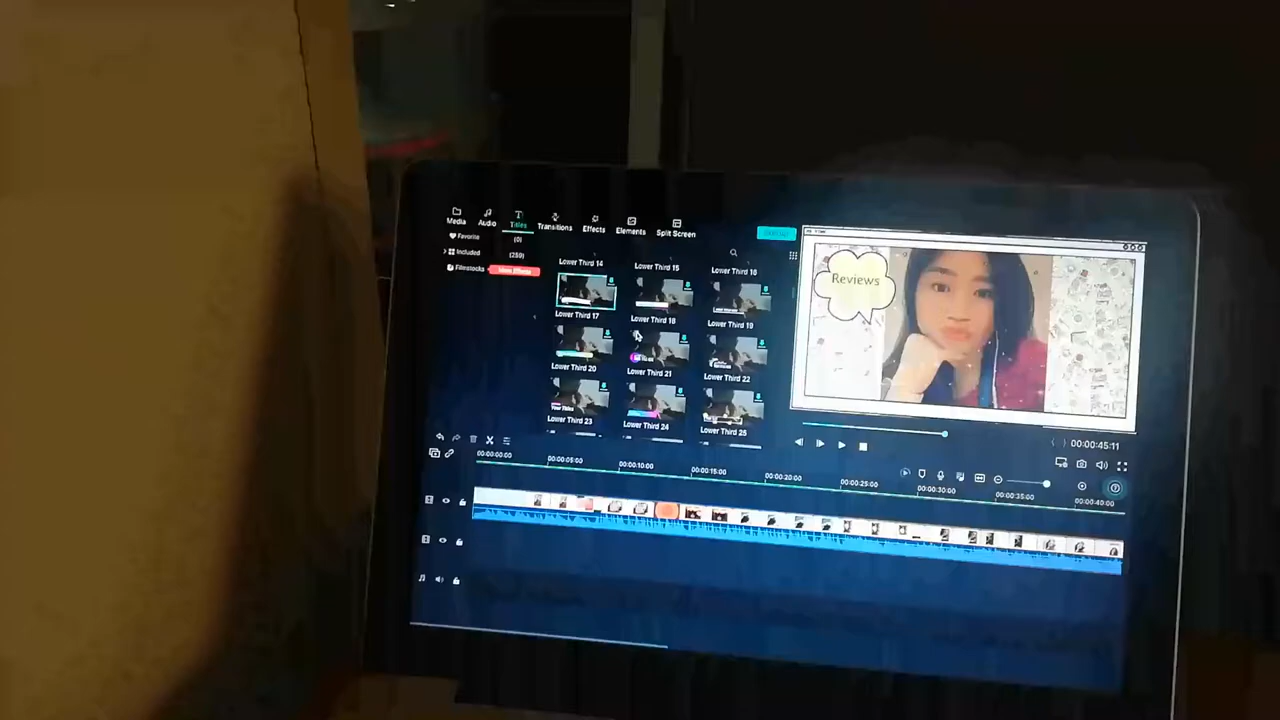 Media Audio Titles Transitions Effects Elements Split Screen
Favorite (0)
Included (259)
Filmstocks
Lower Third 14 Lower Third 15 Lower Third 16
Lower Third 17 Lower Third 18 Lower Third 19
Lower Third 20 Lower Third 21 Lower Third 22
Lower Third 23 Lower Third 24 Lower Third 25
Reviews
00:00:45:11
00:00:00:00 00:00:05:00 00:00:10:00 00:00:15:00 00:00:20:00 00:00:25:00 00:00:30:00 00:00:35:00 00:00:40:00